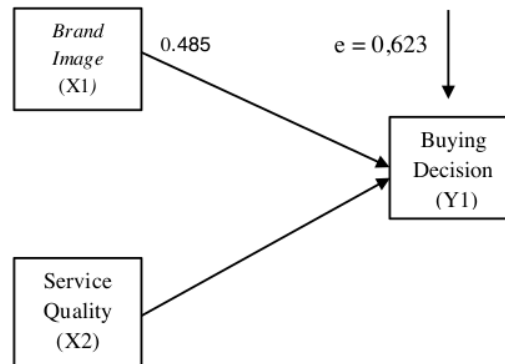 Brand
Image
(X1)
0.485
e = 0,623
Buying
Decision
(Y1)
Service
Quality
(X2)